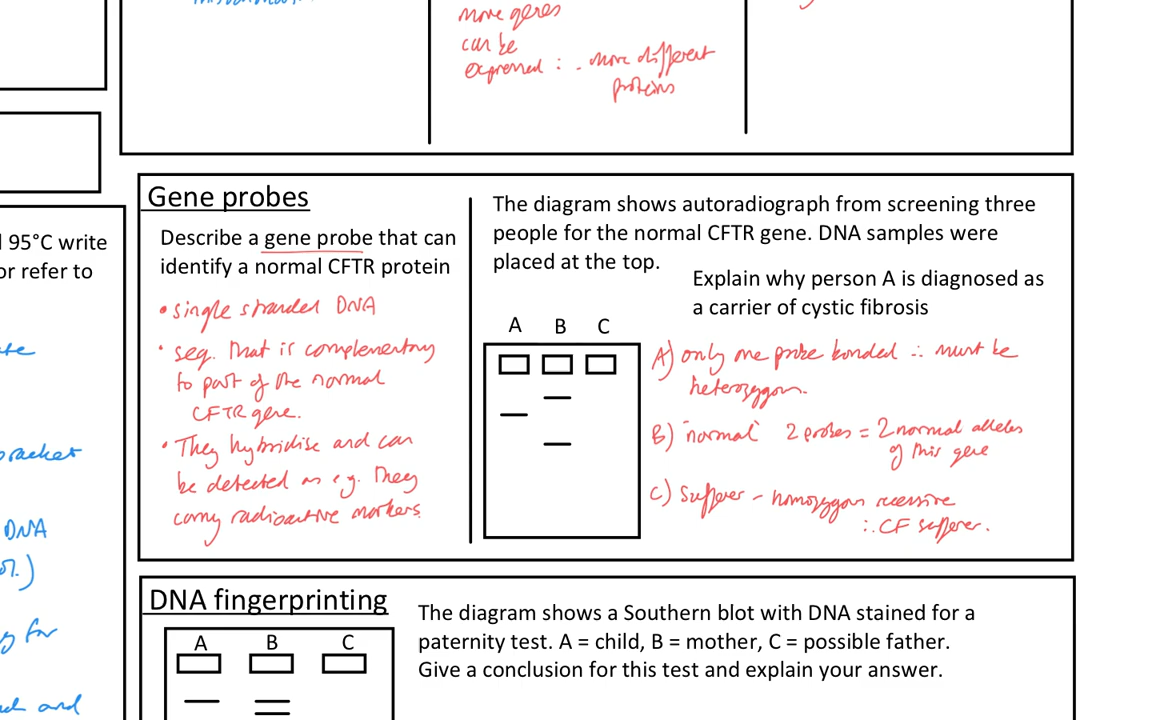 more genes
can be
expressed ∴ more different
proteins
95°C write
or refer to
bracket
DNA
for
and
Gene probes
Describe a gene probe that can
identify a normal CFTR protein
• single stranded DNA
• seq. that is complementary
to part of the normal
CFTR gene.
• They hybridise and can
be detected as e.g. they
carry radioactive markers.
The diagram shows autoradiograph from screening three
people for the normal CFTR gene. DNA samples were
placed at the top.
Explain why person A is diagnosed as
a carrier of cystic fibrosis
A B C
A) only one probe bonded ∴ must be
heterozygous.
B) "normal" 2 probes = 2 normal alleles
of this gene
C) Sufferer - homozygous recessive
∴ CF sufferer.
DNA fingerprinting
The diagram shows a Southern blot with DNA stained for a
paternity test. A = child, B = mother, C = possible father.
Give a conclusion for this test and explain your answer.
A B C